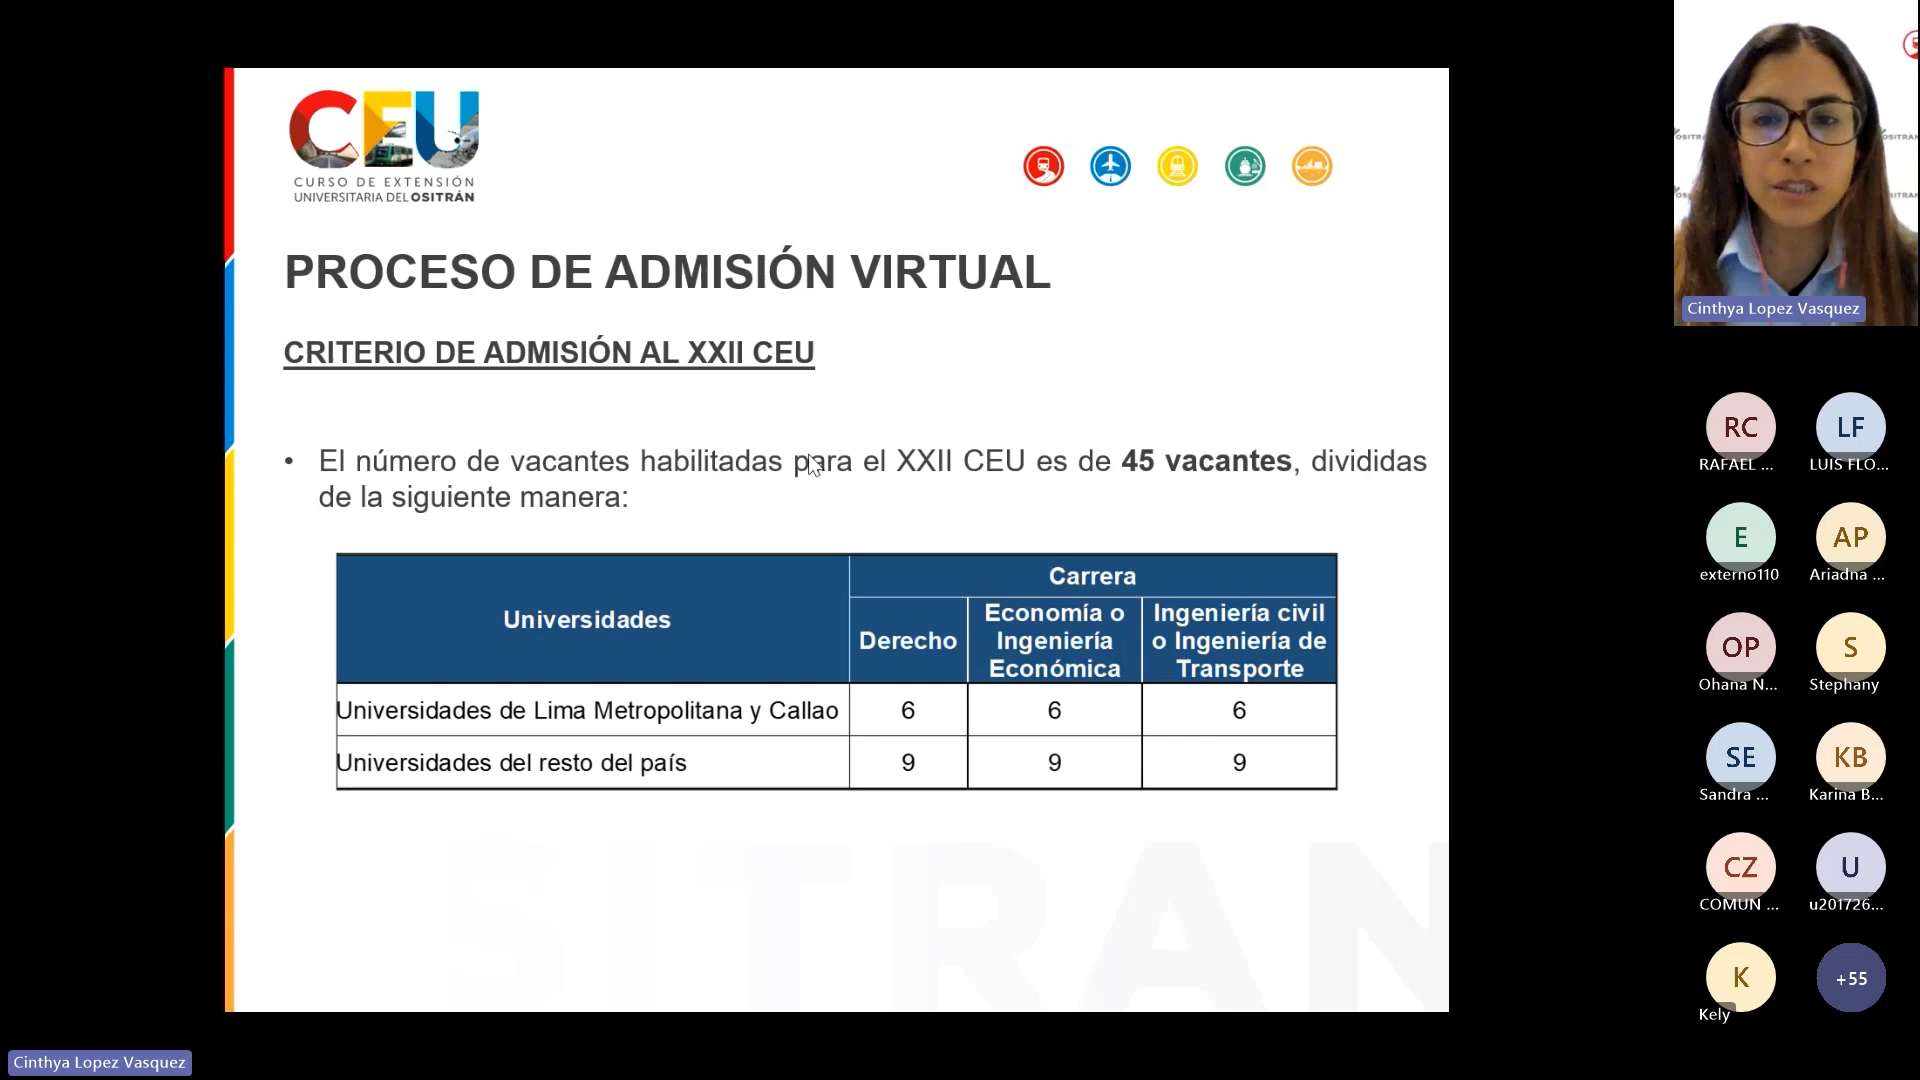 CEU
CURSO DE EXTENSIÓN
UNIVERSITARIA DEL OSITRÁN
PROCESO DE ADMISIÓN VIRTUAL
CRITERIO DE ADMISIÓN AL XXII CEU
• El número de vacantes habilitadas para el XXII CEU es de 45 vacantes, divididas
de la siguiente manera:
Universidades
Carrera
Derecho
Economía o
Ingeniería
Económica
Ingeniería civil
o Ingeniería de
Transporte
Universidades de Lima Metropolitana y Callao 6 6 6
Universidades del resto del país 9 9 9
OSITRAN
Cinthya Lopez Vasquez
RC
RAFAEL ...
LF
LUIS FLO...
E
externo110
AP
Ariadna ...
OP
Ohana N...
S
Stephany
SE
Sandra ...
KB
Karina B...
CZ
COMUN ...
U
u201726...
K
Kely
+55
Cinthya Lopez Vasquez